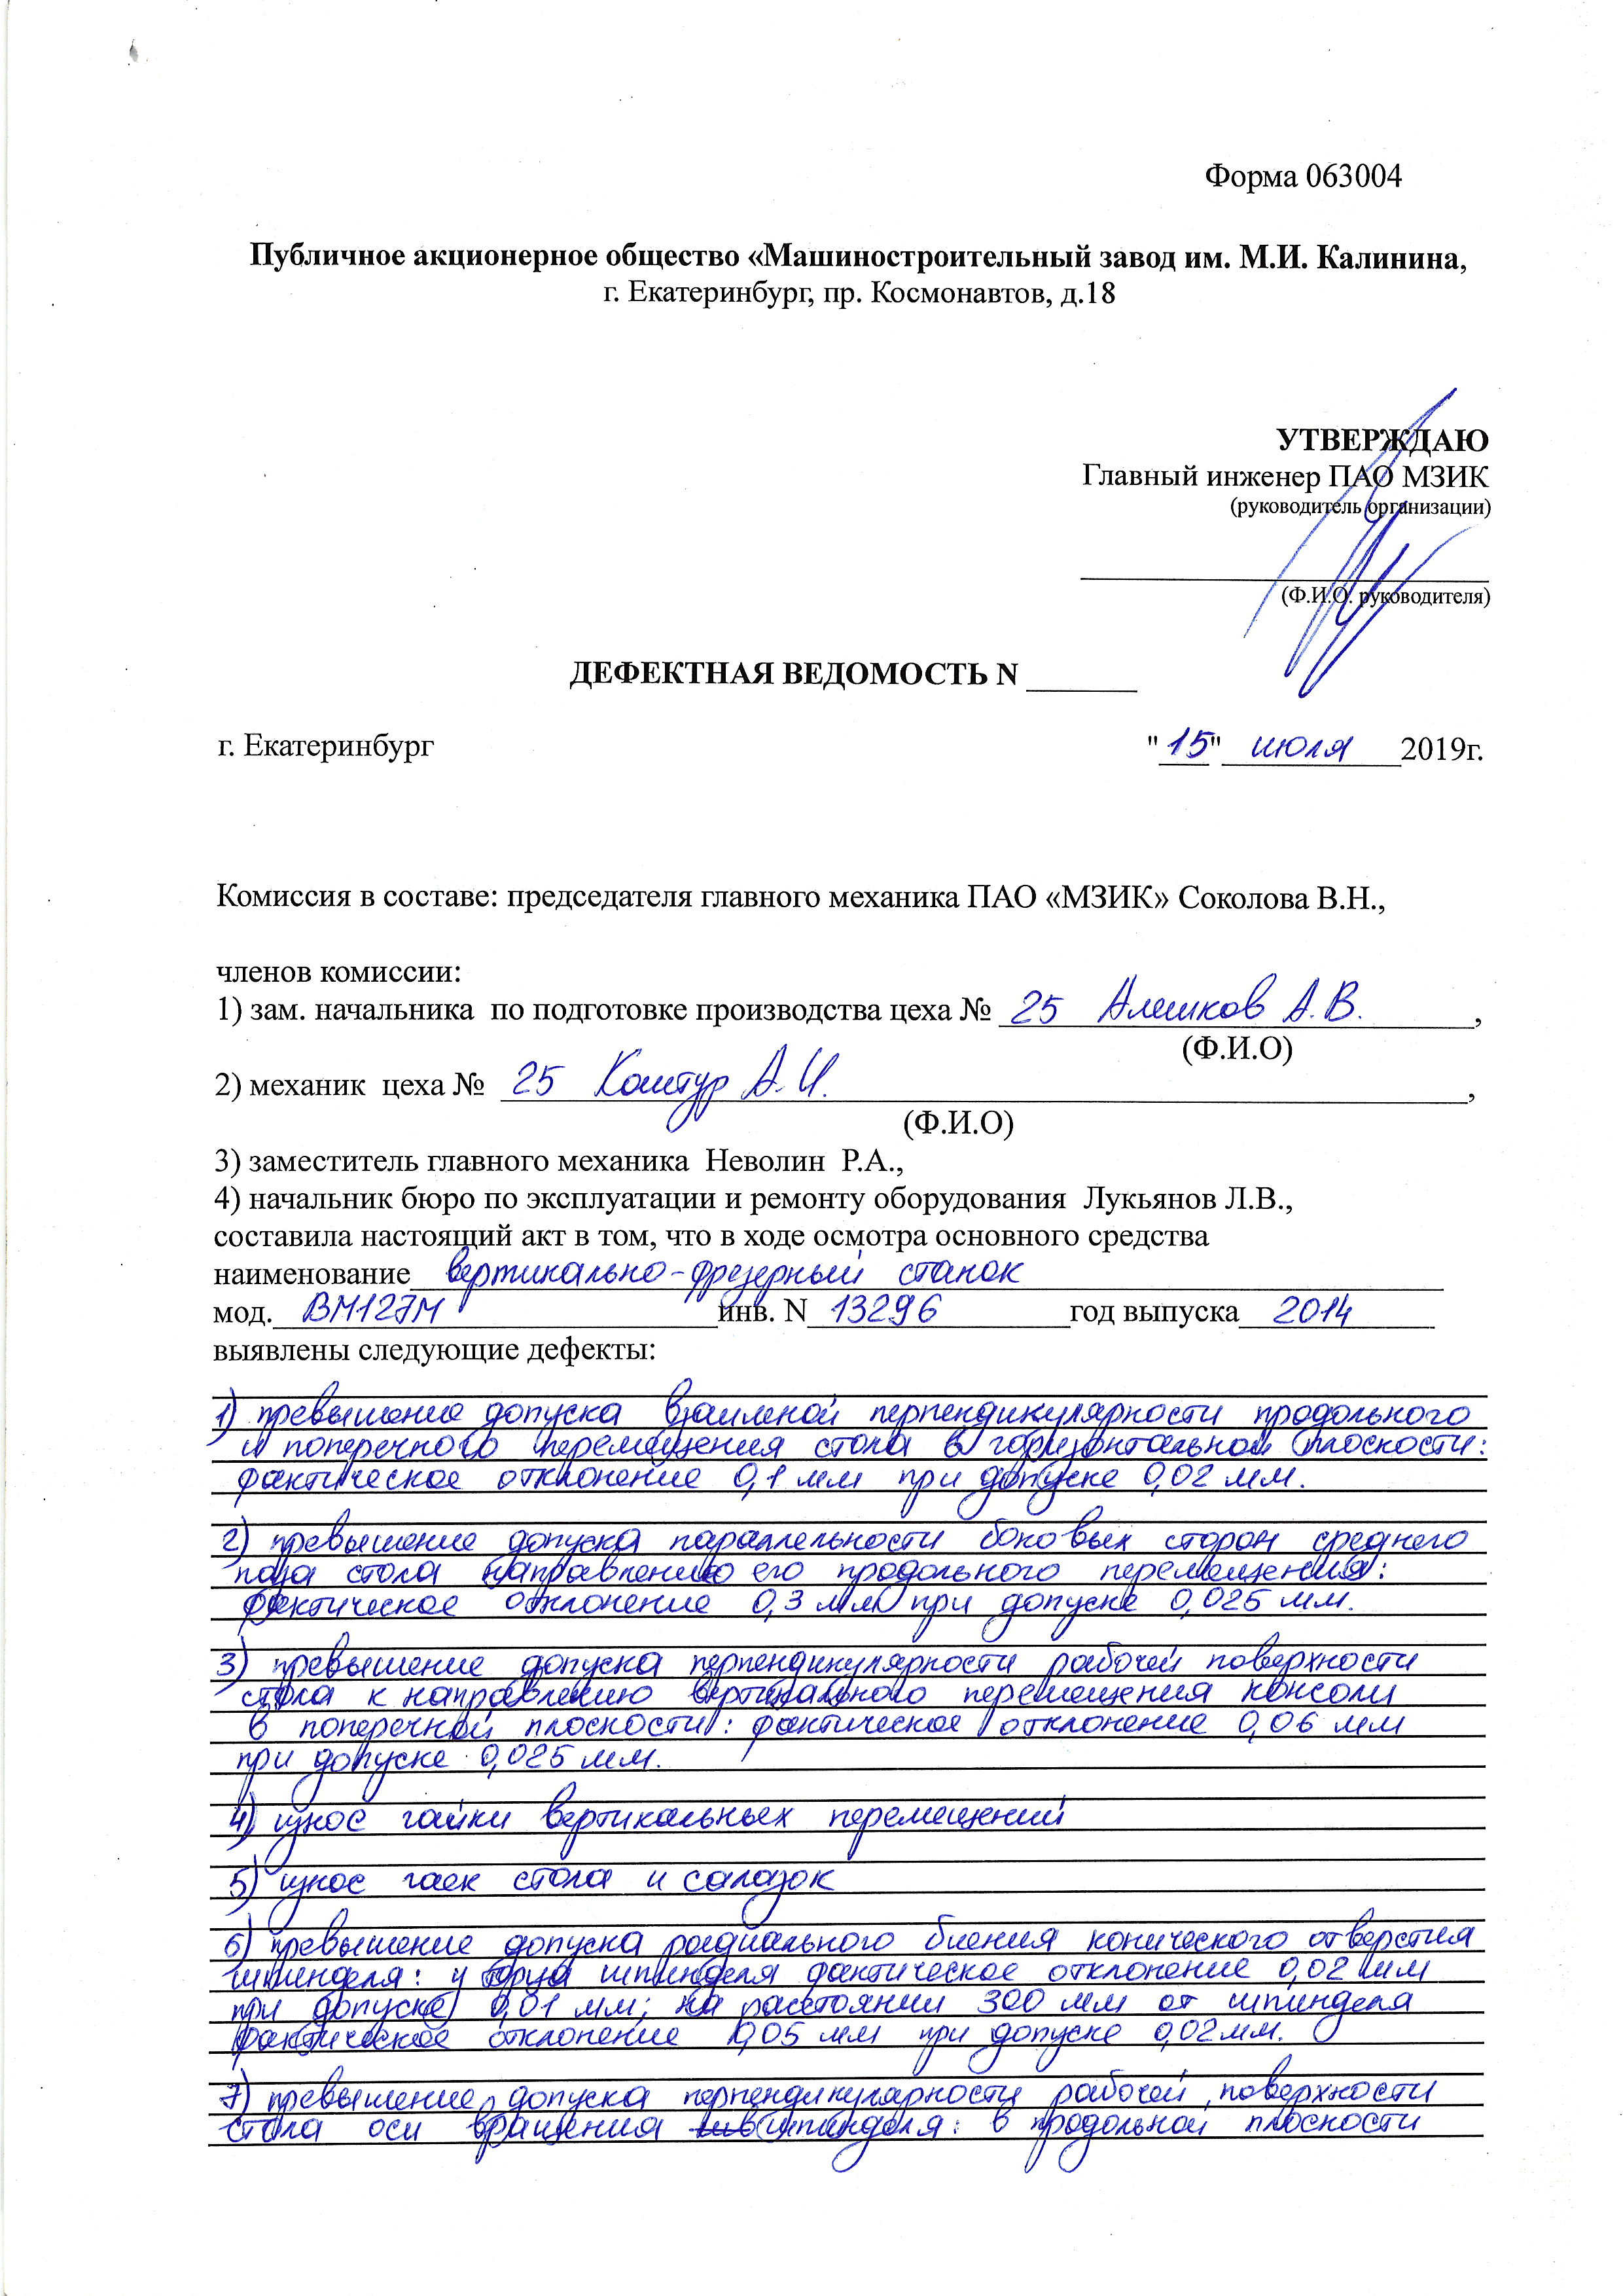 Форма 063004
Публичное акционерное общество «Машиностроительный завод им. М.И. Калинина,
г. Екатеринбург, пр. Космонавтов, д.18
УТВЕРЖДАЮ
Главный инженер ПАО МЗИК
(руководитель организации)
(Ф.И.О. руководителя)
ДЕФЕКТНАЯ ВЕДОМОСТЬ N _______
г. Екатеринбург "15" июля 2019г.
Комиссия в составе: председателя главного механика ПАО «МЗИК» Соколова В.Н.,
членов комиссии:
1) зам. начальника по подготовке производства цеха № 25 Алешков А.В.,
(Ф.И.О)
2) механик цеха № 25 Коштур А.И.,
(Ф.И.О)
3) заместитель главного механика Неволин Р.А.,
4) начальник бюро по эксплуатации и ремонту оборудования Лукьянов Л.В.,
составила настоящий акт в том, что в ходе осмотра основного средства
наименование вертикально-фрезерный станок
мод. ВМ127М инв. N 13296 год выпуска 2014
выявлены следующие дефекты:
1) превышение допуска взаимной перпендикулярности продольного
и поперечного перемещения стола в горизонтальной плоскости:
фактическое отклонение 0,1 мм при допуске 0,02 мм.
2) превышение допуска параллельности боковых сторон среднего
паза стола направлению его продольного перемещения:
фактическое отклонение 0,3 мм при допуске 0,025 мм.
3) превышение допуска перпендикулярности рабочей поверхности
стола к направлению вертикального перемещения консоли
в поперечной плоскости: фактическое отклонение 0,06 мм
при допуске 0,025 мм.
4) износ гайки вертикальных перемещений
5) износ гаек стола и салазок
6) превышение допуска радиального биения конического отверстия
шпинделя: у торца шпинделя фактическое отклонение 0,02 мм
при допуске 0,01 мм; на расстоянии 300 мм от шпинделя
фактическое отклонение 0,05 мм при допуске 0,02 мм.
7) превышение допуска перпендикулярности рабочей поверхности
стола оси вращения шпинделя: в продольной плоскости